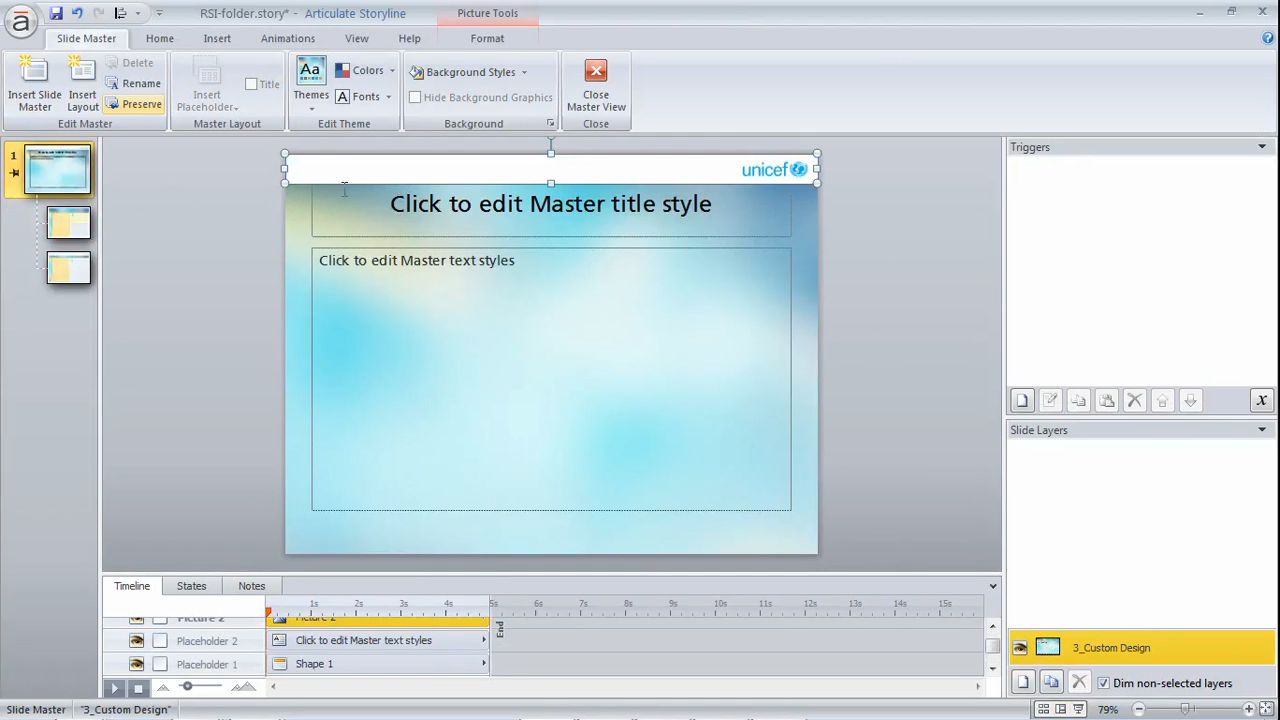 RSI-folder.story* - Articulate Storyline
Picture Tools
Slide Master Home Insert Animations View Help Format
Insert Slide Master
Insert Layout
Delete
Rename
Preserve
Edit Master
Insert Placeholder
Title
Master Layout
Themes
Colors
Fonts
Edit Theme
Background Styles
Hide Background Graphics
Background
Close Master View
Close
1
unicef
Click to edit Master title style
Click to edit Master text styles
Triggers
x
Slide Layers
3_Custom Design
Dim non-selected layers
Timeline States Notes
1s 2s 3s 4s 5s 6s 7s 8s 9s 10s 11s 12s 13s 14s 15s
End
Picture 2 Picture 2
Placeholder 2 Click to edit Master text styles
Placeholder 1 Shape 1
Slide Master "3_Custom Design" 79%